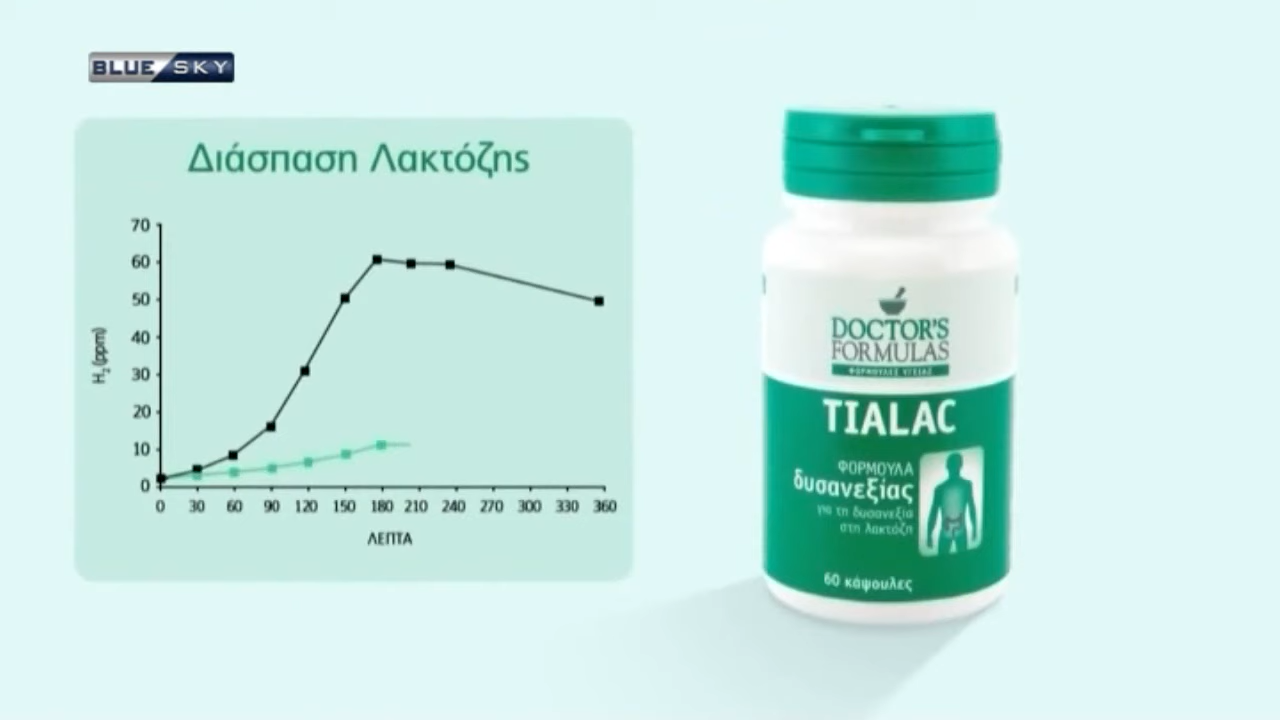 BLUE SKY
Διάσπαση Λακτόζης
70
60
50
40
30
20
10
0
H₂(ppm)
0 30 60 90 120 150 180 210 240 270 300 330 360
ΛΕΠΤΑ
DOCTOR'S
FORMULAS
ΦΟΡΜΟΥΛΕΣ ΥΓΕΙΑΣ
TIALAC
ΦΟΡΜΟΥΛΑ
δυσανεξίας
για τη δυσανεξία
στη λακτόζη
60 κάψουλες